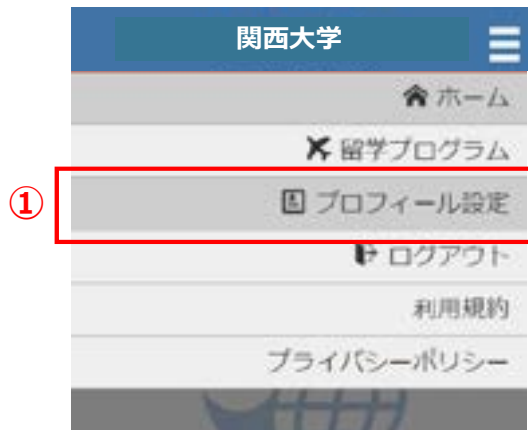 関西大学
ホーム
留学プログラム
① プロフィール設定
ログアウト
利用規約
プライバシーポリシー